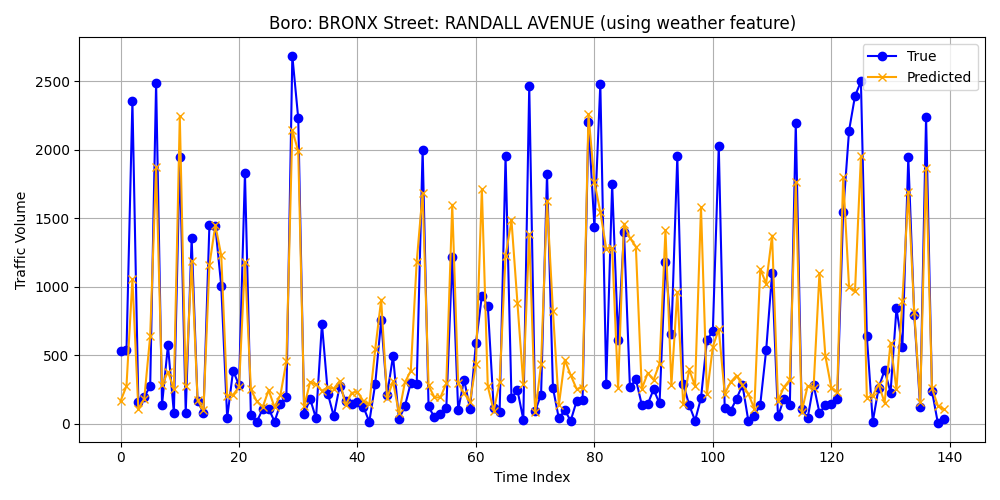 Boro: BRONX Street: RANDALL AVENUE (using weather feature)
True
Predicted
Traffic Volume
2500
2000
1500
1000
500
0
0 20 40 60 80 100 120 140
Time Index